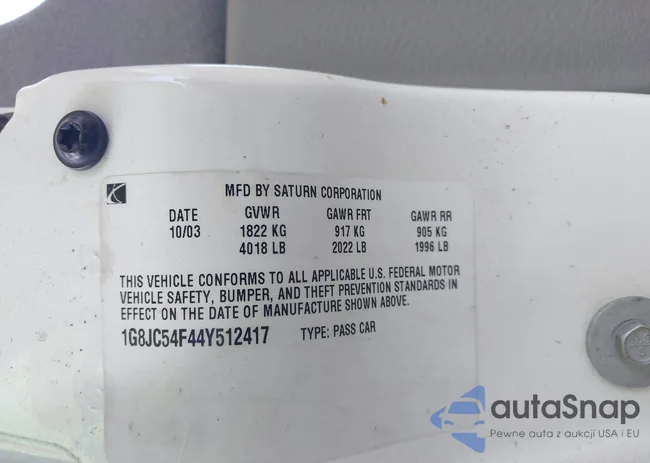 MFD BY SATURN CORPORATION
DATE GVWR GAWR FRT GAWR RR
10/03 1822 KG 917 KG 905 KG
4018 LB 2022 LB 1996 LB
THIS VEHICLE CONFORMS TO ALL APPLICABLE U.S. FEDERAL MOTOR
VEHICLE SAFETY, BUMPER, AND THEFT PREVENTION STANDARDS IN
EFFECT ON THE DATE OF MANUFACTURE SHOWN ABOVE.
1G8JC54F44Y512417 TYPE: PASS CAR
autaSnap
Pewne auta z aukcji USA i EU